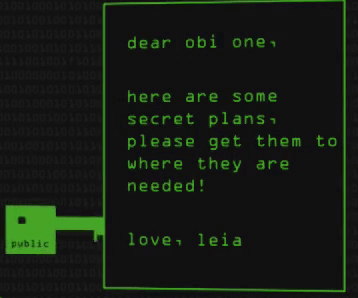 dear obi one,
here are some
secret plans,
please get them to
where they are
needed!
love, leia
public